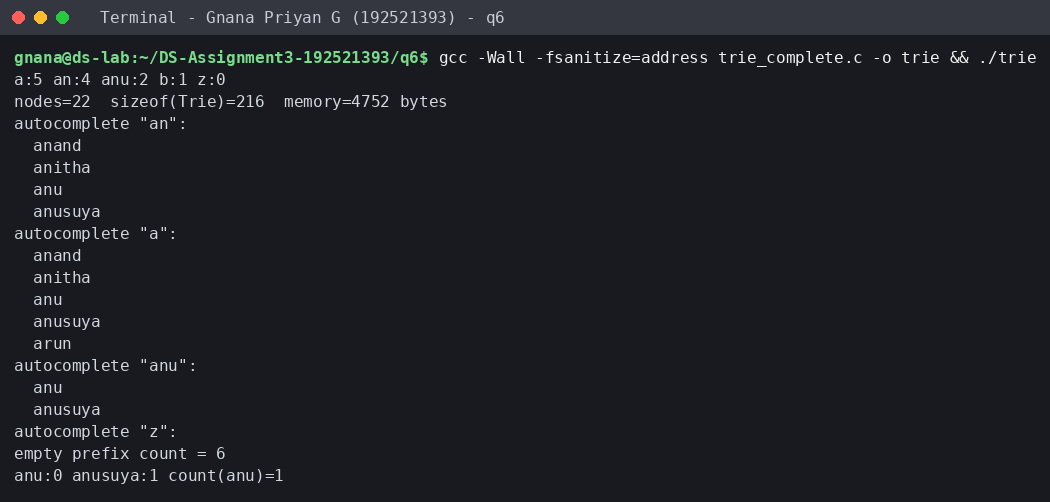 Terminal - Gnana Priyan G (192521393) - q6
gnana@ds-lab:~/DS-Assignment3-192521393/q6$ gcc -Wall -fsanitize=address trie_complete.c -o trie && ./trie
a:5 an:4 anu:2 b:1 z:0
nodes=22  sizeof(Trie)=216  memory=4752 bytes
autocomplete "an":
  anand
  anitha
  anu
  anusuya
autocomplete "a":
  anand
  anitha
  anu
  anusuya
  arun
autocomplete "anu":
  anu
  anusuya
autocomplete "z":
empty prefix count = 6
anu:0 anusuya:1 count(anu)=1